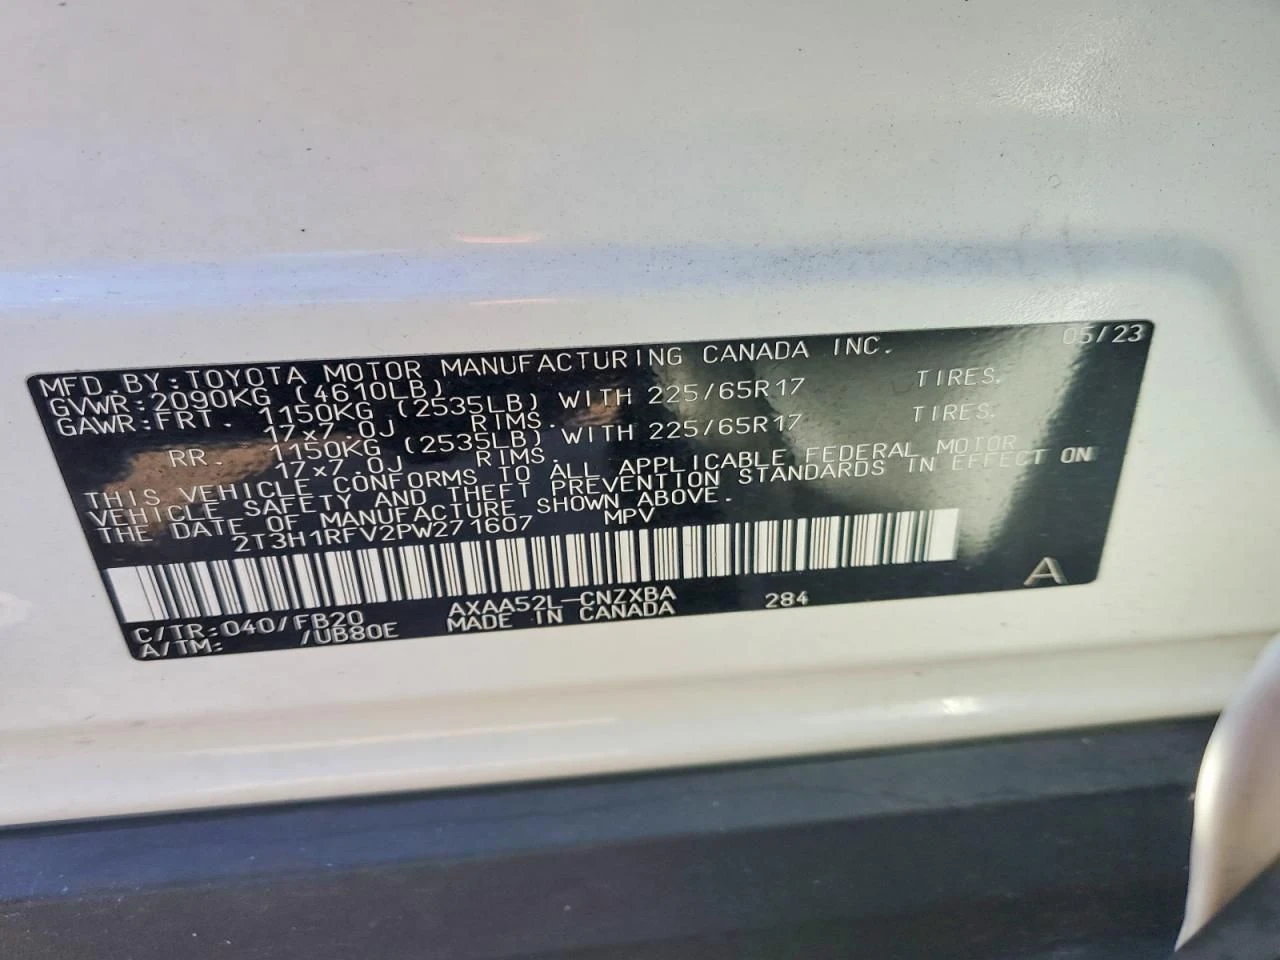 MFD.BY:TOYOTA MOTOR MANUFACTURING CANADA INC. 05/23
GVWR:2090KG (4610LB)
GAWR:FRT. 1150KG (2535LB) WITH 225/65R17 TIRES.
17x7.0J RIMS.
RR. 1150KG (2535LB) WITH 225/65R17 TIRES.
17x7.0J RIMS.
THIS VEHICLE CONFORMS TO ALL APPLICABLE FEDERAL MOTOR
VEHICLE SAFETY AND THEFT PREVENTION STANDARDS IN EFFECT ON
THE DATE OF MANUFACTURE SHOWN ABOVE.
2T3H1RFV2PW271607 MPV
C/TR:040/FB20 AXAA52L-CNZXBA 284 A
A/TM: /UB80E MADE IN CANADA